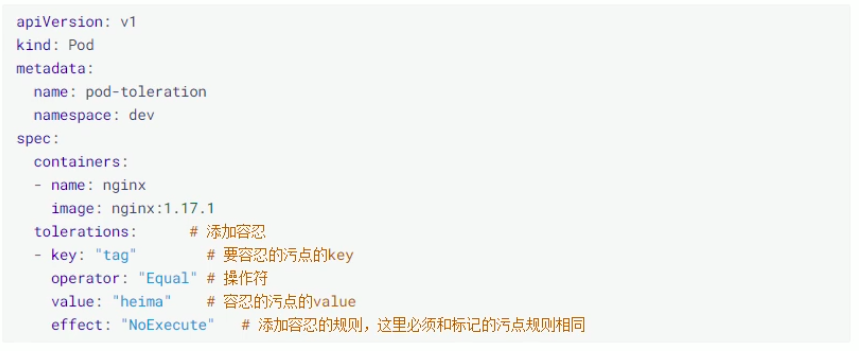 apiVersion: v1
kind: Pod
metadata:
  name: pod-toleration
  namespace: dev
spec:
  containers:
  - name: nginx
    image: nginx:1.17.1
  tolerations:      # 添加容忍
  - key: "tag"        # 要容忍的污点的key
    operator: "Equal" # 操作符
    value: "heima"    # 容忍的污点的value
    effect: "NoExecute"   # 添加容忍的规则，这里必须和标记的污点规则相同